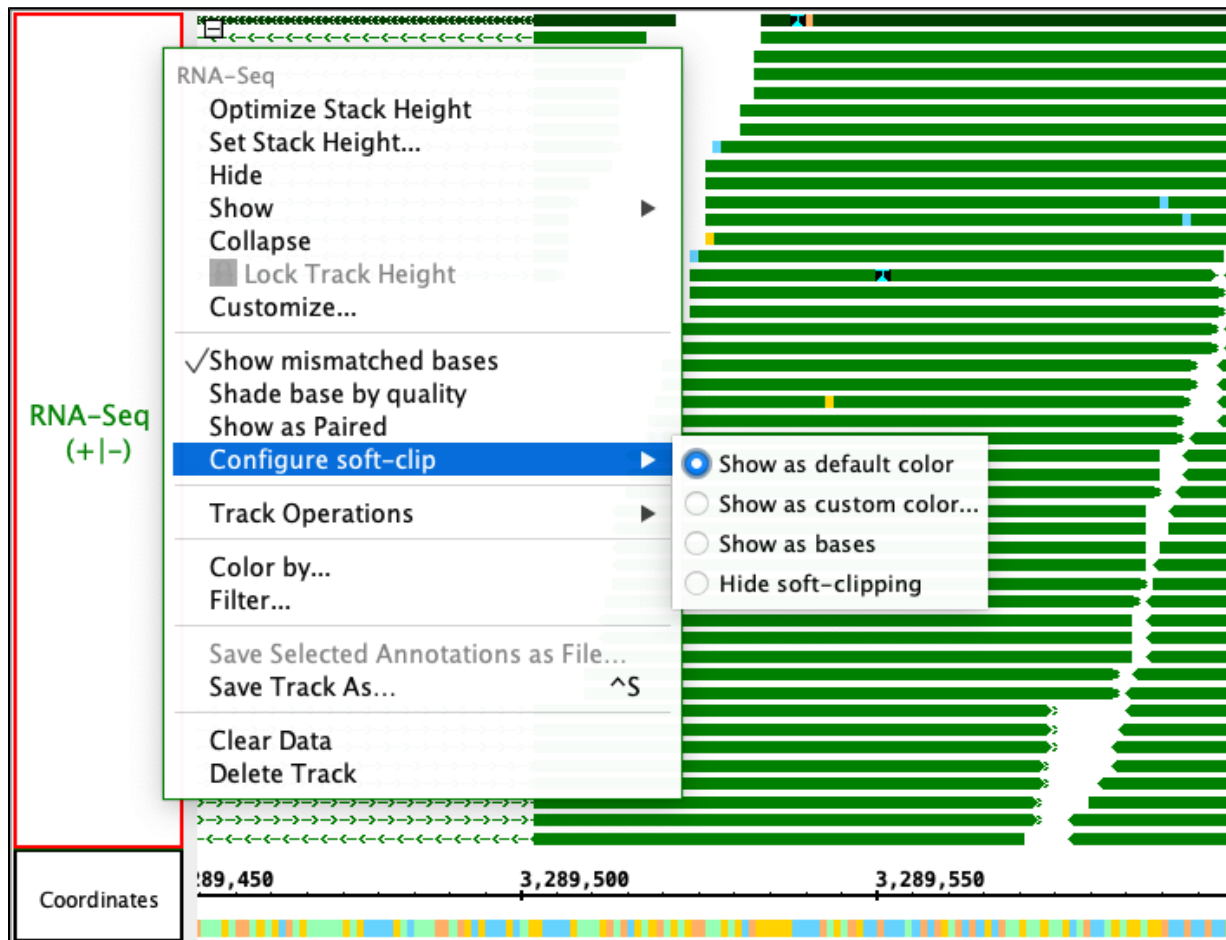 RNA-Seq
Optimize Stack Height
Set Stack Height...
Hide
Show
Collapse
Lock Track Height
Customize...
Show mismatched bases
Shade base by quality
Show as Paired
Configure soft-clip
Show as default color
Show as custom color...
Show as bases
Hide soft-clipping
Track Operations
Color by...
Filter...
Save Selected Annotations as File...
Save Track As... ^S
Clear Data
Delete Track
RNA-Seq
(+|-)
Coordinates
289,450 3,289,500 3,289,550